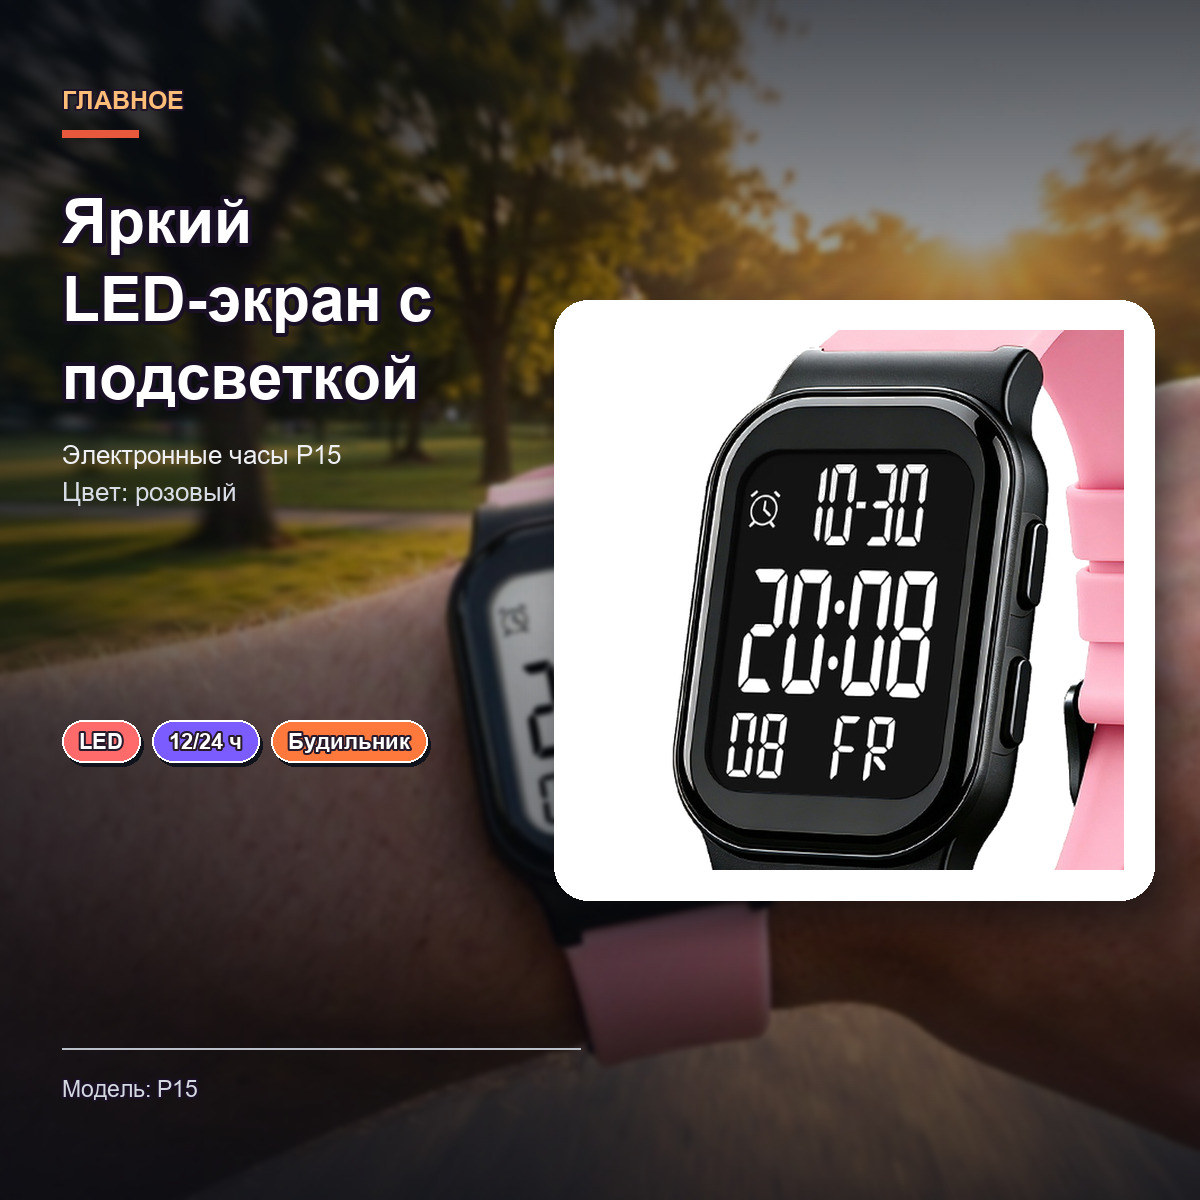 ГЛАВНОЕ
Яркий
LED-экран с
подсветкой
Электронные часы P15
Цвет: розовый
10-30
20:08
08 FR
LED 12/24 ч Будильник
Модель: P15